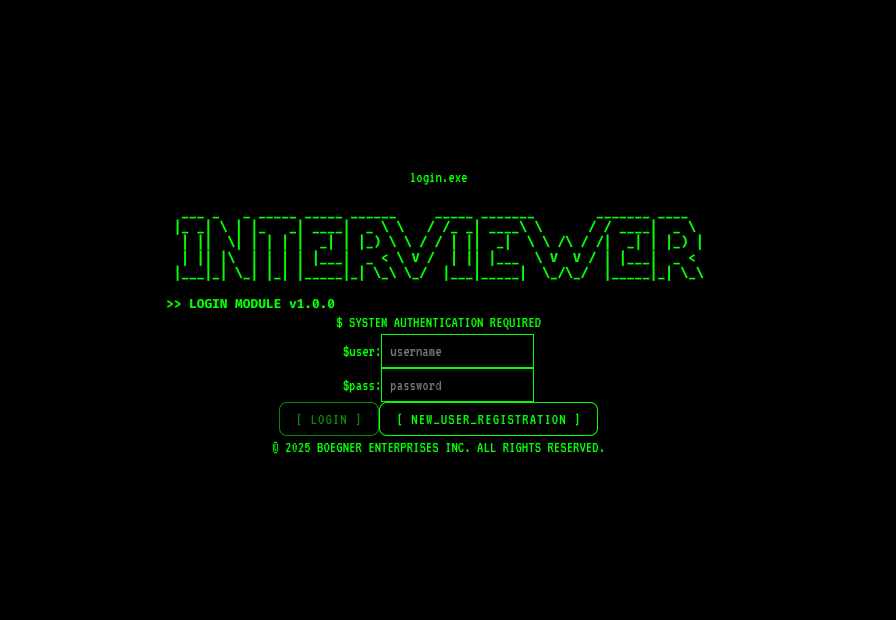 login.exe
INTERVIEWER
>> LOGIN MODULE v1.0.0
$ SYSTEM AUTHENTICATION REQUIRED
$user: username
$pass: password
[ LOGIN ] [ NEW_USER_REGISTRATION ]
© 2025 BOEGNER ENTERPRISES INC. ALL RIGHTS RESERVED.